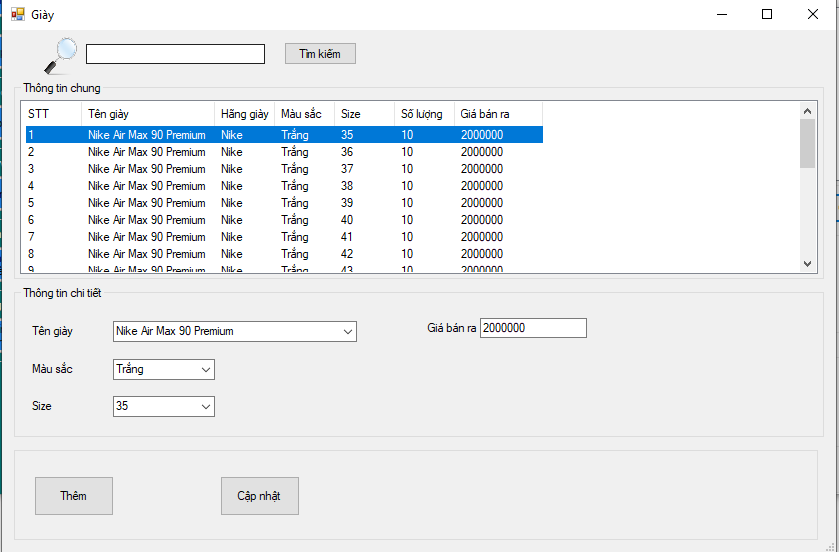 Giày
Tìm kiếm
Thông tin chung
STT Tên giày Hãng giày Màu sắc Size Số lượng Giá bán ra
1 Nike Air Max 90 Premium Nike Trắng 35 10 2000000
2 Nike Air Max 90 Premium Nike Trắng 36 10 2000000
3 Nike Air Max 90 Premium Nike Trắng 37 10 2000000
4 Nike Air Max 90 Premium Nike Trắng 38 10 2000000
5 Nike Air Max 90 Premium Nike Trắng 39 10 2000000
6 Nike Air Max 90 Premium Nike Trắng 40 10 2000000
7 Nike Air Max 90 Premium Nike Trắng 41 10 2000000
8 Nike Air Max 90 Premium Nike Trắng 42 10 2000000
9 Nike Air Max 90 Premium Nike Trắng 43 10 2000000
Thông tin chi tiết
Tên giày Nike Air Max 90 Premium Giá bán ra 2000000
Màu sắc Trắng
Size 35
Thêm Cập nhật